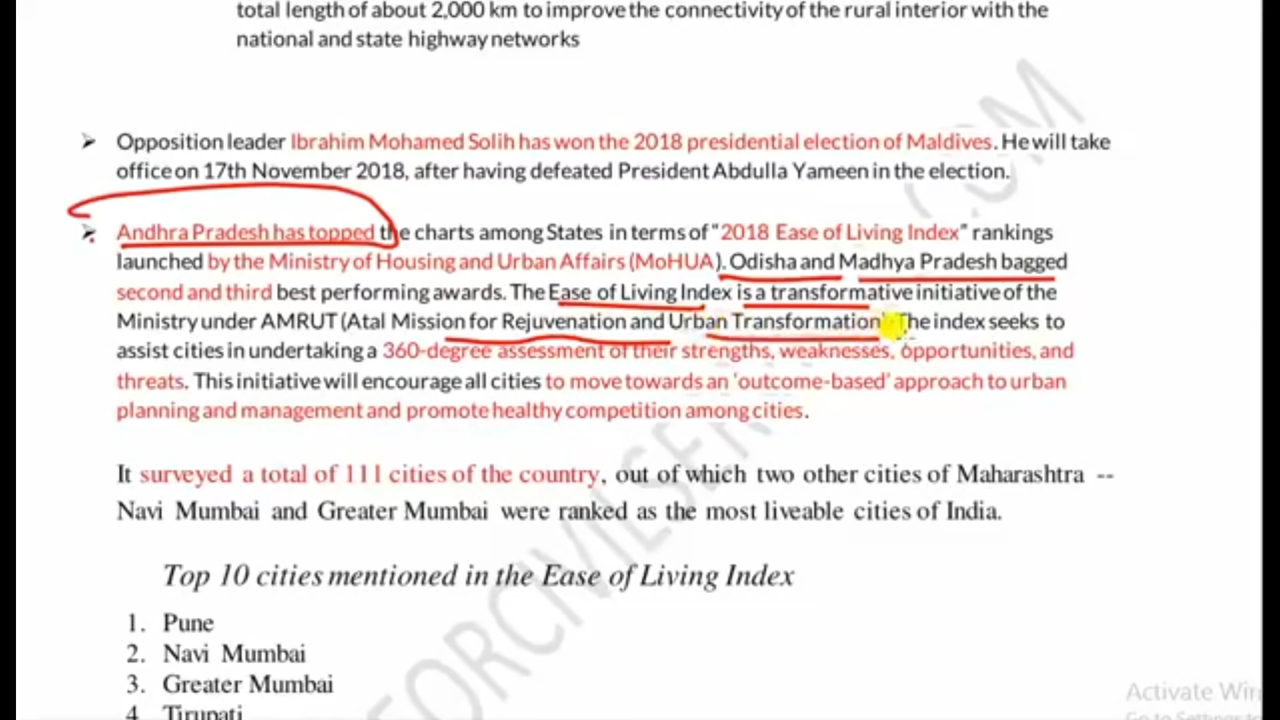 total length of about 2,000 km to improve the connectivity of the rural interior with the
national and state highway networks
➤ Opposition leader Ibrahim Mohamed Solih has won the 2018 presidential election of Maldives. He will take
office on 17th November 2018, after having defeated President Abdulla Yameen in the election.
➤ Andhra Pradesh has topped the charts among States in terms of "2018 Ease of Living Index" rankings
launched by the Ministry of Housing and Urban Affairs (MoHUA). Odisha and Madhya Pradesh bagged
second and third best performing awards. The Ease of Living Index is a transformative initiative of the
Ministry under AMRUT (Atal Mission for Rejuvenation and Urban Transformation) The index seeks to
assist cities in undertaking a 360-degree assessment of their strengths, weaknesses, opportunities, and
threats. This initiative will encourage all cities to move towards an 'outcome-based' approach to urban
planning and management and promote healthy competition among cities.
It surveyed a total of 111 cities of the country, out of which two other cities of Maharashtra --
Navi Mumbai and Greater Mumbai were ranked as the most liveable cities of India.
Top 10 cities mentioned in the Ease of Living Index
1. Pune
2. Navi Mumbai
3. Greater Mumbai
4. Tirupati
Activate Win